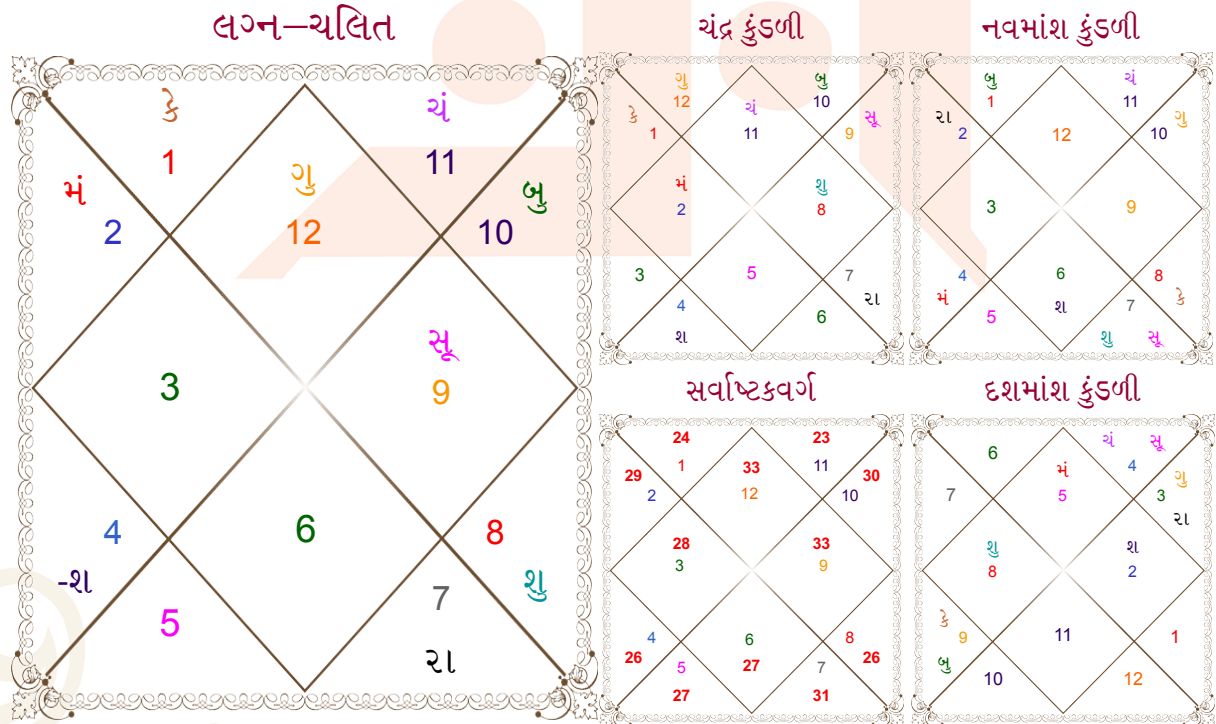 લગ્ન–ચલિત
કે ચં
1 11
મં ગુ બુ
2 12 10
સૂ
3 9
4 6 8
-શ શુ
5 7
રા
ચંદ્ર કુંડળી
ગુ બુ
12 ચં 10
કે સૂ
1 11 9
મં શુ
2 8
3 5 7
4 રા
શ 6
નવમાંશ કુંડળી
બુ ચં
1 11
રા ગુ
2 12 10
3 9
4 6 8
મં શ 7 કે
5 શુ સૂ
સર્વાષ્ટકવર્ગ
24 23
1 33 11
29 30
2 12 10
28 33
3 9
4 6 8
26 27 26
5 7
27 31
દશમાંશ કુંડળી
ચં સૂ
6 મં 4 ગુ
7 5 3
રા
શુ શ
8 2
કે
9 11 1
બુ
10 12